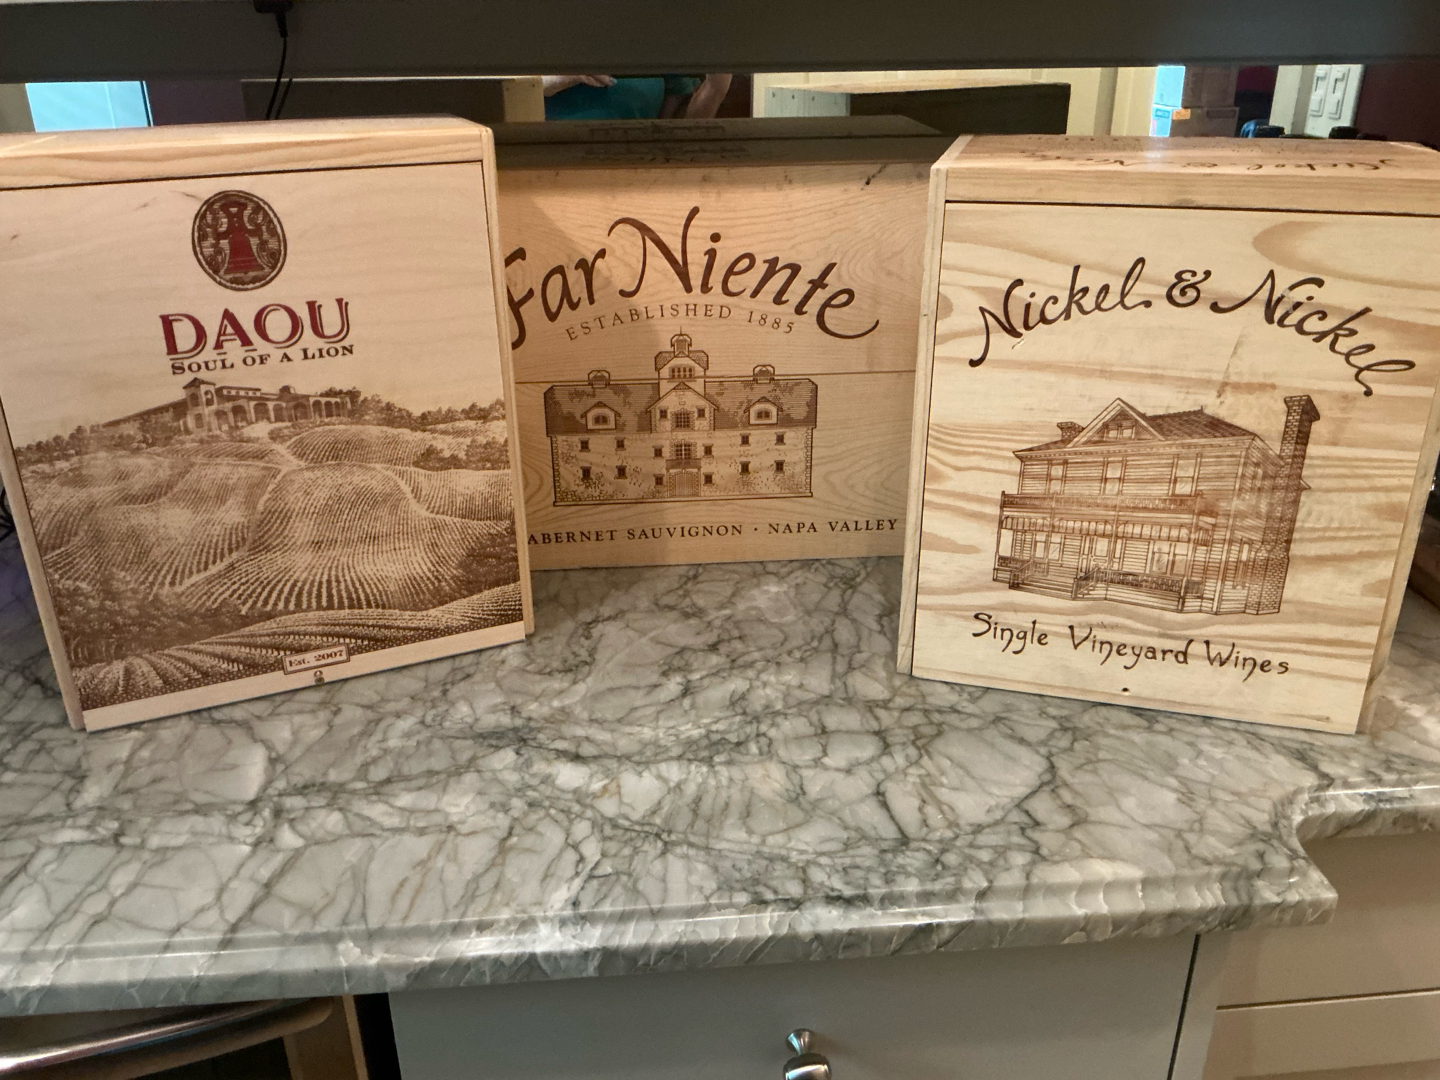 DAOU
SOUL OF A LION
Est. 2007
Far Niente
ESTABLISHED 1885
ABERNET SAUVIGNON · NAPA VALLEY
Nickel & Nickel
Single Vineyard Wines